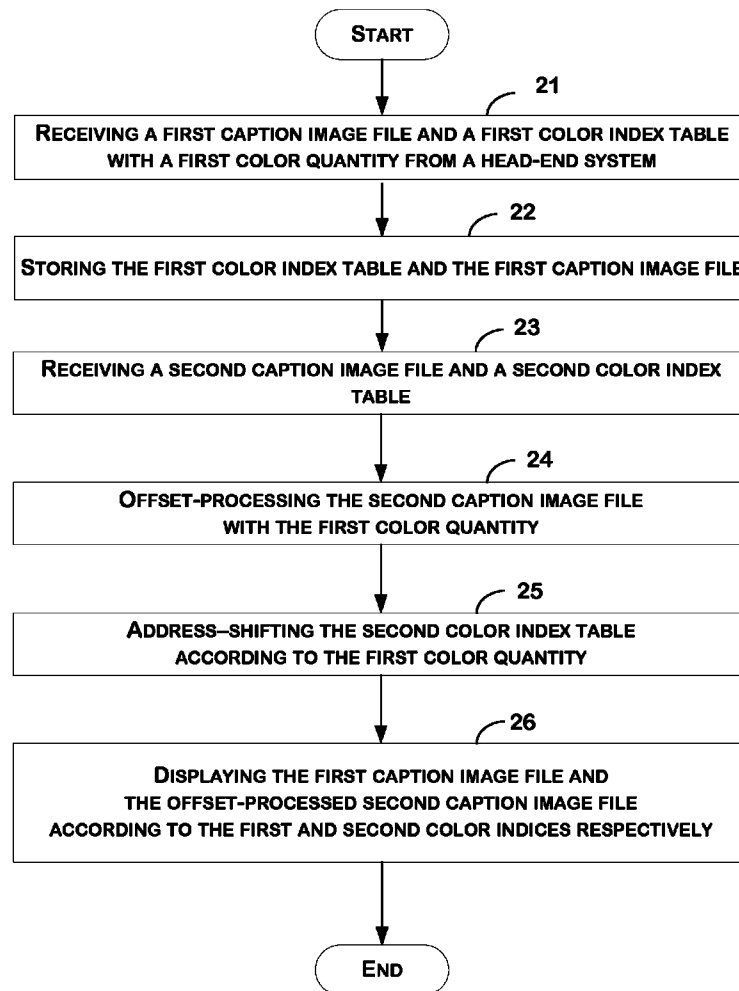 START
21
RECEIVING A FIRST CAPTION IMAGE FILE AND A FIRST COLOR INDEX TABLE
WITH A FIRST COLOR QUANTITY FROM A HEAD-END SYSTEM
22
STORING THE FIRST COLOR INDEX TABLE AND THE FIRST CAPTION IMAGE FILE
23
RECEIVING A SECOND CAPTION IMAGE FILE AND A SECOND COLOR INDEX
TABLE
24
OFFSET-PROCESSING THE SECOND CAPTION IMAGE FILE
WITH THE FIRST COLOR QUANTITY
25
ADDRESS–SHIFTING THE SECOND COLOR INDEX TABLE
ACCORDING TO THE FIRST COLOR QUANTITY
26
DISPLAYING THE FIRST CAPTION IMAGE FILE AND
THE OFFSET-PROCESSED SECOND CAPTION IMAGE FILE
ACCORDING TO THE FIRST AND SECOND COLOR INDICES RESPECTIVELY
END